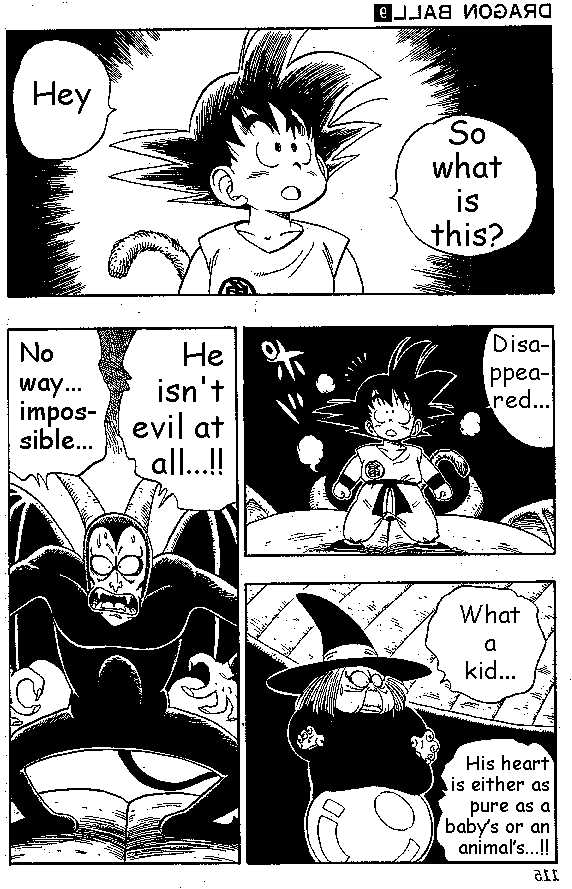 DRAGON BALL 9
Hey
So
what
is
this?
No
way...
impos-
sible...
He
isn't
evil at
all...!!
Disa-
ppea-
red...
What
a
kid...
His heart
is either as
pure as a
baby's or an
animal's...!!
115